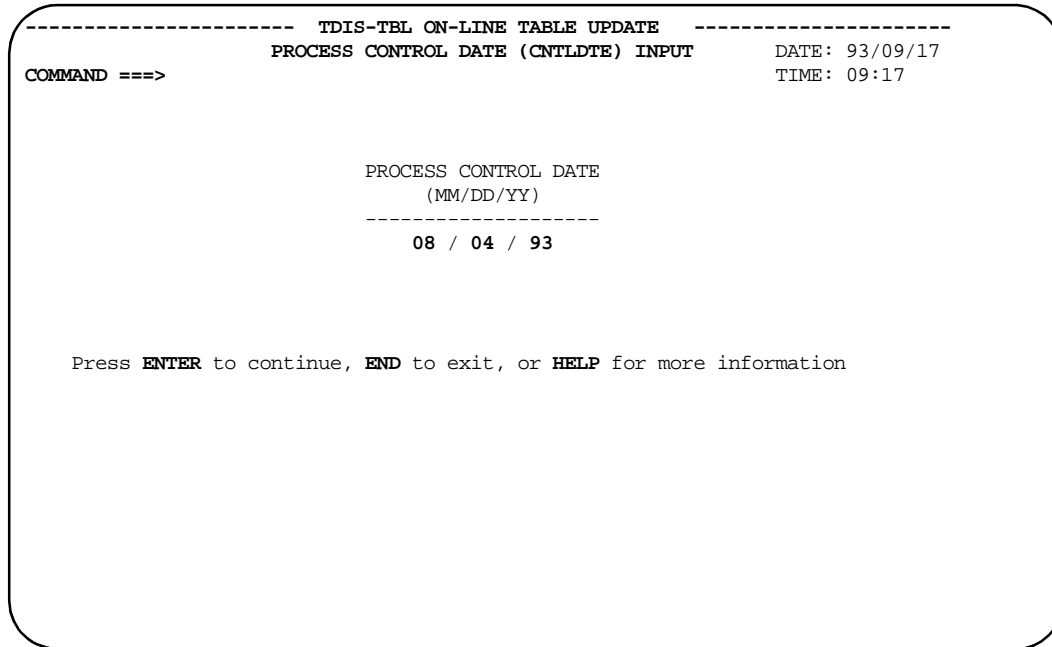 ----------------------- TDIS-TBL ON-LINE TABLE UPDATE ----------------------
PROCESS CONTROL DATE (CNTLDTE) INPUT DATE: 93/09/17
COMMAND ===> TIME: 09:17
PROCESS CONTROL DATE
(MM/DD/YY)
--------------------
08 / 04 / 93
Press ENTER to continue, END to exit, or HELP for more information